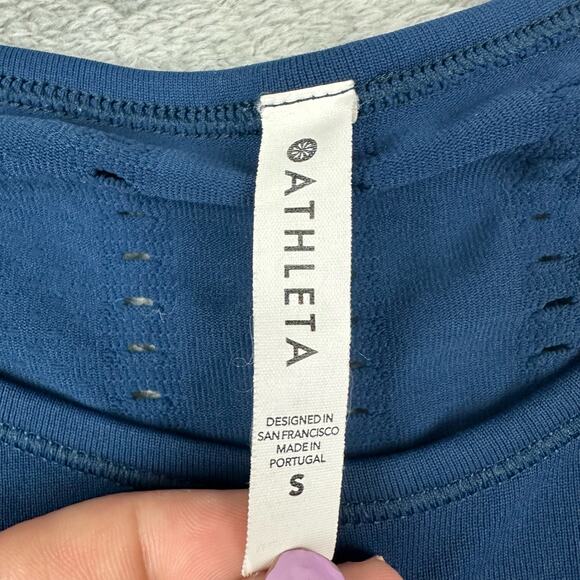 ATHLETA
DESIGNED IN
SAN FRANCISCO
MADE IN
PORTUGAL
S